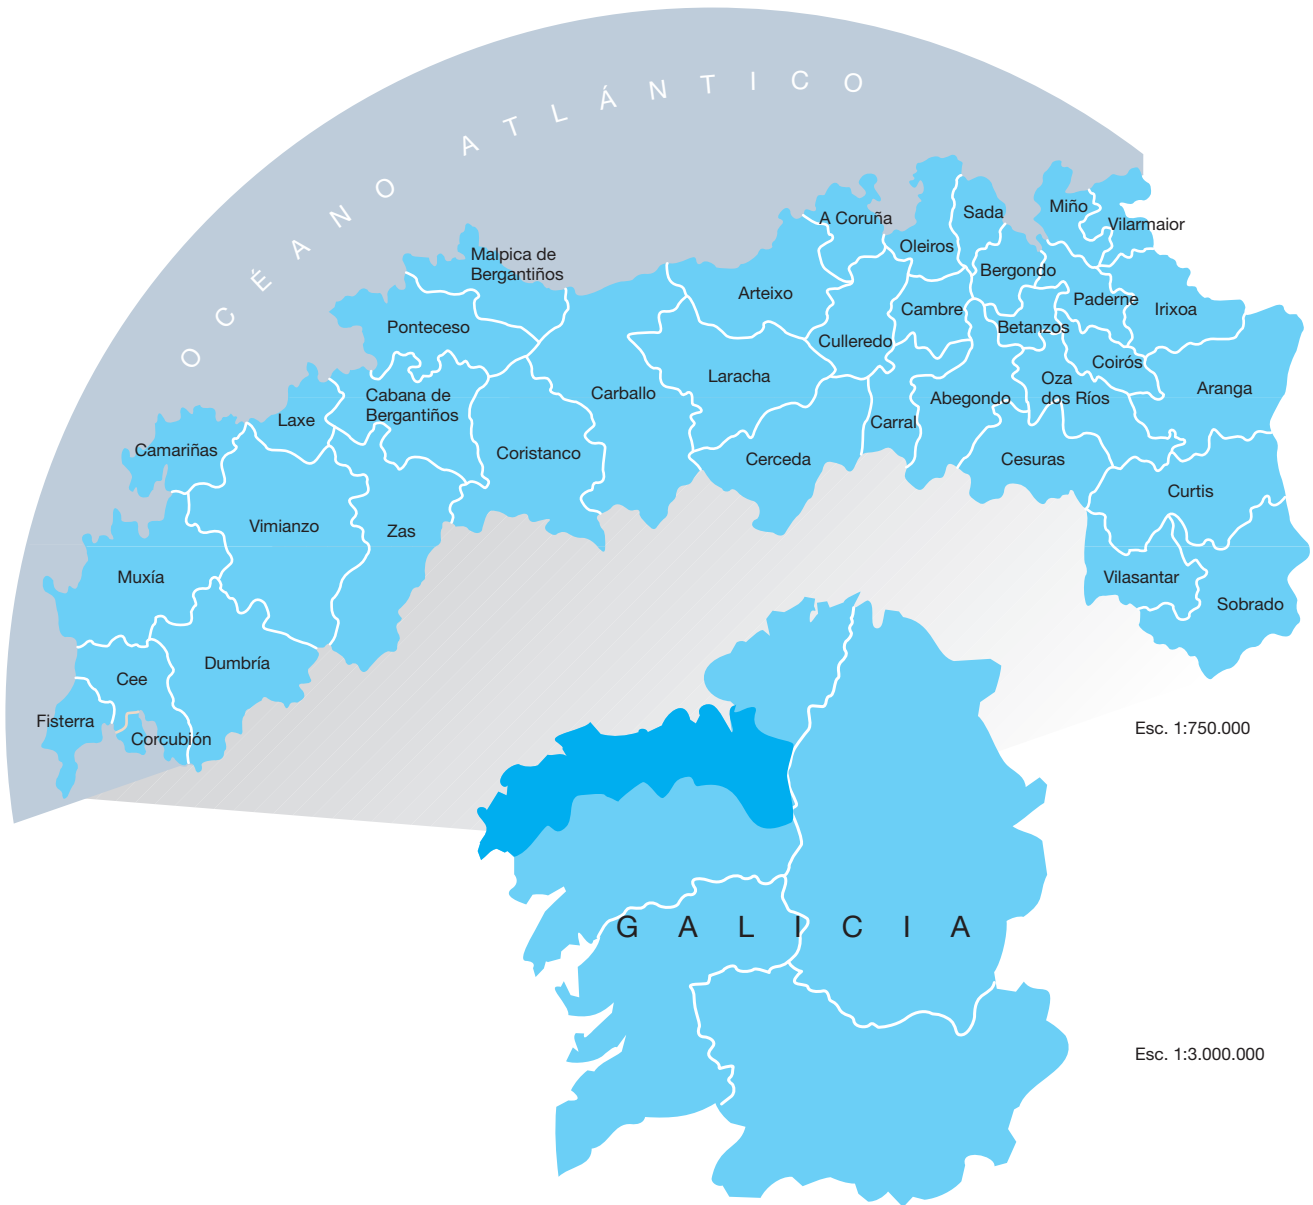 OCÉANO ATLÁNTICO
A Coruña
Sada
Miño
Vilarmaior
Oleiros
Malpica de
Bergantiños
Bergondo
Arteixo
Paderne
Irixoa
Cambre
Ponteceso
Betanzos
Culleredo
Coirós
Laracha
Oza
dos Ríos
Aranga
Carballo
Cabana de
Bergantiños
Abegondo
Laxe
Carral
Camariñas
Coristanco
Cerceda
Cesuras
Curtis
Vimianzo
Zas
Muxía
Vilasantar
Sobrado
Dumbría
Cee
Fisterra
Corcubión
Esc. 1:750.000
GALICIA
Esc. 1:3.000.000